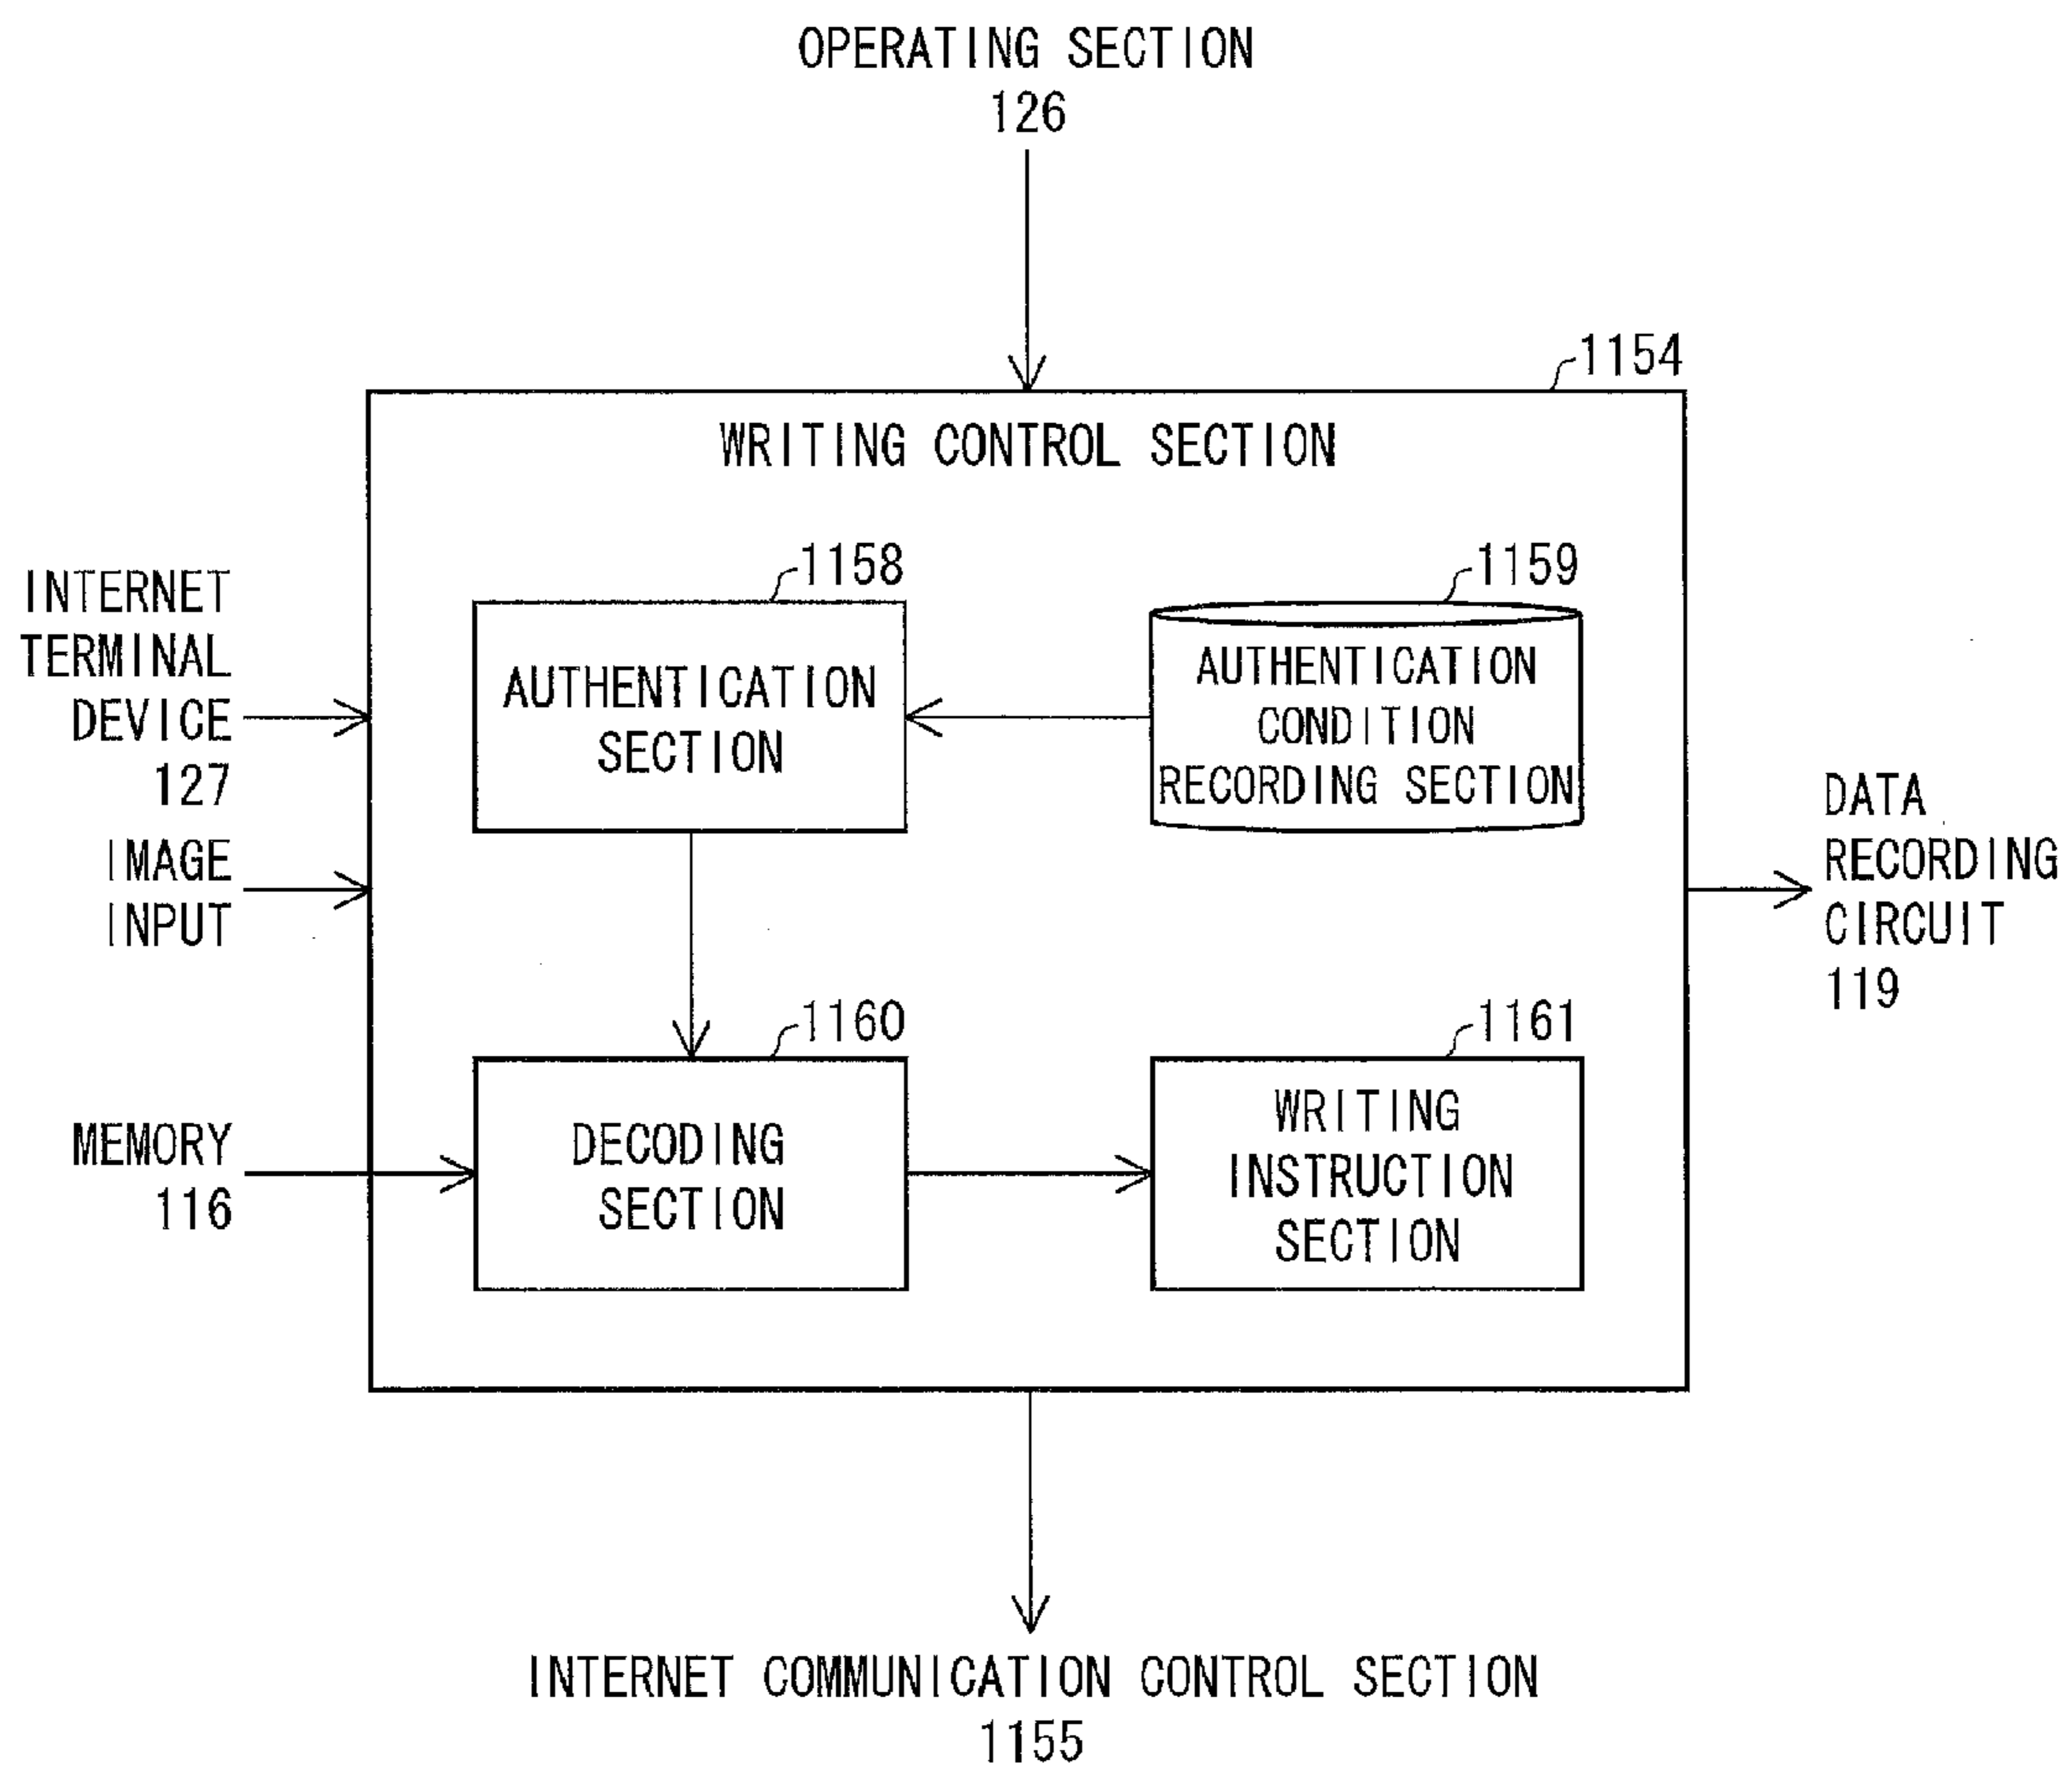 OPERATING SECTION
126
1154
WRITING CONTROL SECTION
INTERNET
TERMINAL
DEVICE
127
IMAGE
INPUT
MEMORY
116
1158
AUTHENTICATION
SECTION
1159
AUTHENTICATION
CONDITION
RECORDING SECTION
1160
DECODING
SECTION
1161
WRITING
INSTRUCTION
SECTION
DATA
RECORDING
CIRCUIT
119
INTERNET COMMUNICATION CONTROL SECTION
1155